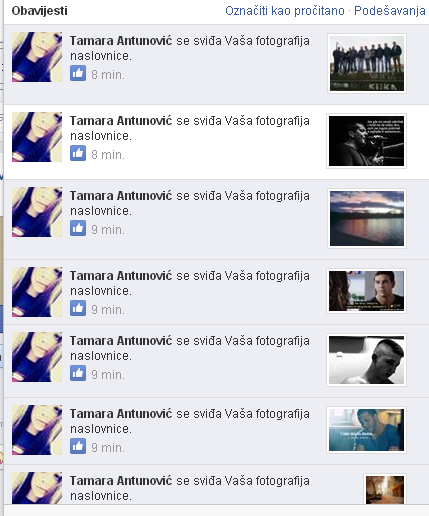 Obavijesti Označiti kao pročitano · Podešavanja
Tamara Antunović se sviđa Vaša fotografija
naslovnice.
8 min.
Tamara Antunović se sviđa Vaša fotografija
naslovnice.
8 min.
Tamara Antunović se sviđa Vaša fotografija
naslovnice.
9 min.
Tamara Antunović se sviđa Vaša fotografija
naslovnice.
9 min.
Tamara Antunović se sviđa Vaša fotografija
naslovnice.
9 min.
Tamara Antunović se sviđa Vaša fotografija
naslovnice.
9 min.
Tamara Antunović se sviđa Vaša fotografija
naslovnice.